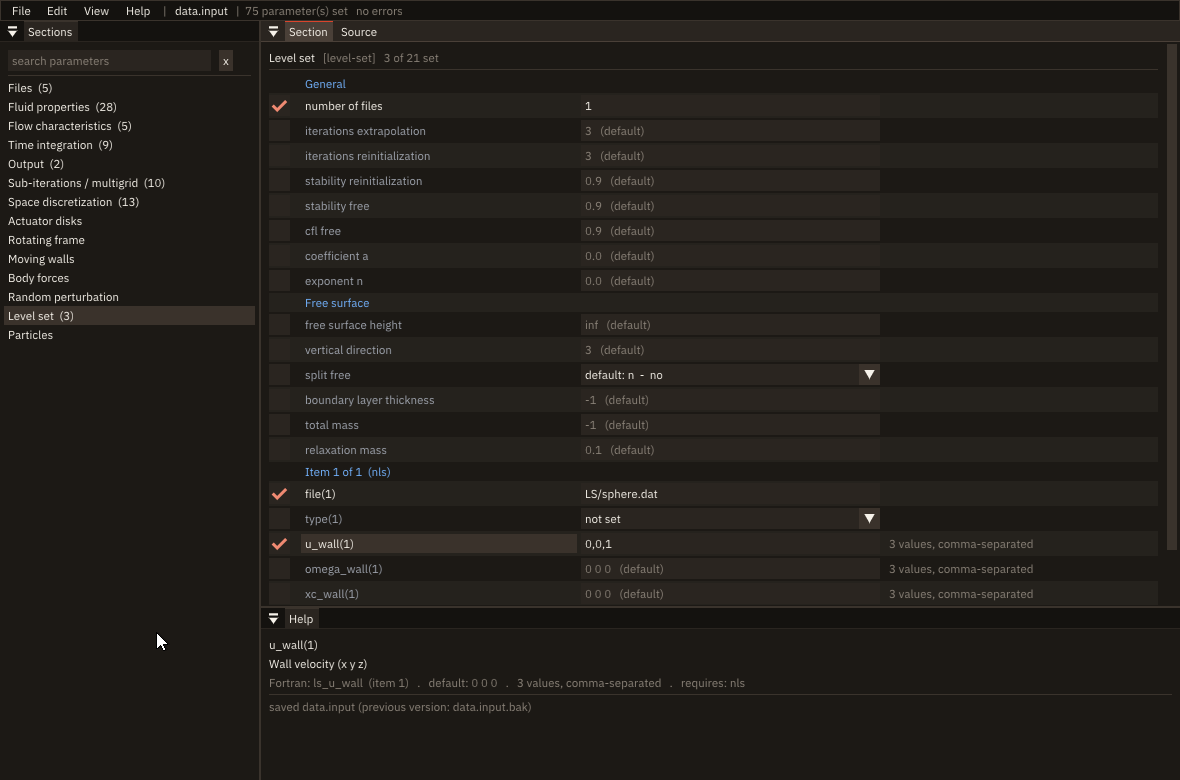 File Edit View Help | data.input | 75 parameter(s) set no errors
Sections
search parameters x
Files (5)
Fluid properties (28)
Flow characteristics (5)
Time integration (9)
Output (2)
Sub-iterations / multigrid (10)
Space discretization (13)
Actuator disks
Rotating frame
Moving walls
Body forces
Random perturbation
Level set (3)
Particles
Section Source
Level set [level-set] 3 of 21 set
General
number of files 1
iterations extrapolation 3 (default)
iterations reinitialization 3 (default)
stability reinitialization 0.9 (default)
stability free 0.9 (default)
cfl free 0.9 (default)
coefficient a 0.0 (default)
exponent n 0.0 (default)
Free surface
free surface height inf (default)
vertical direction 3 (default)
split free default: n - no
boundary layer thickness -1 (default)
total mass -1 (default)
relaxation mass 0.1 (default)
Item 1 of 1 (nls)
file(1) LS/sphere.dat
type(1) not set
u_wall(1) 0,0,1 3 values, comma-separated
omega_wall(1) 0 0 0 (default) 3 values, comma-separated
xc_wall(1) 0 0 0 (default) 3 values, comma-separated
Help
u_wall(1)
Wall velocity (x y z)
Fortran: ls_u_wall (item 1) . default: 0 0 0 . 3 values, comma-separated . requires: nls
saved data.input (previous version: data.input.bak)